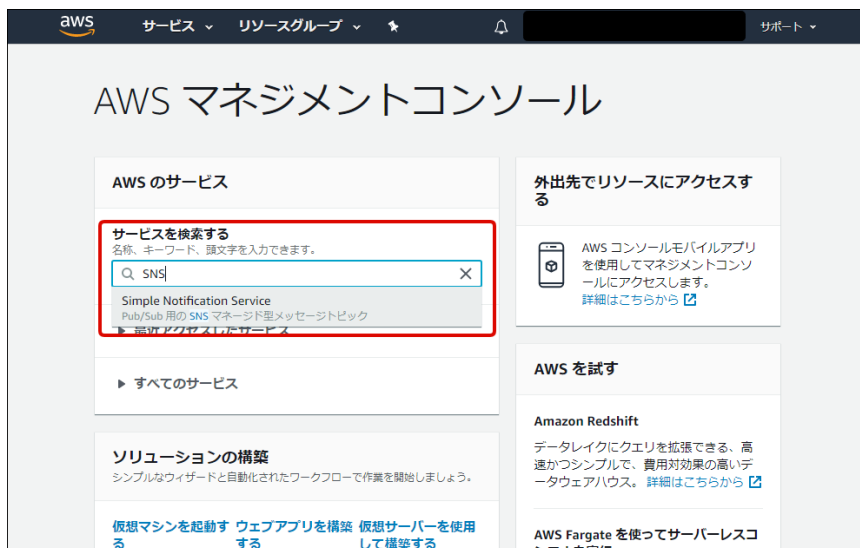 aws
サービス
リソースグループ
サポート
AWS マネジメントコンソール
AWS のサービス
サービスを検索する
名称、キーワード、頭文字を入力できます。
SNS
Simple Notification Service
Pub/Sub 用の SNS マネージド型メッセージトピック
最近アクセスしたサービス
すべてのサービス
ソリューションの構築
シンプルなウィザードと自動化されたワークフローで作業を開始しましょう。
仮想マシンを起動す
る
ウェブアプリを構築
する
仮想サーバーを使用
して構築する
外出先でリソースにアクセスす
る
AWS コンソールモバイルアプリ
を使用してマネジメントコンソ
ールにアクセスします。
詳細はこちらから
AWS を試す
Amazon Redshift
データレイクにクエリを拡張できる、高
速かつシンプルで、費用対効果の高いデ
ータウェアハウス。 詳細はこちらから
AWS Fargate を使ってサーバーレスコ